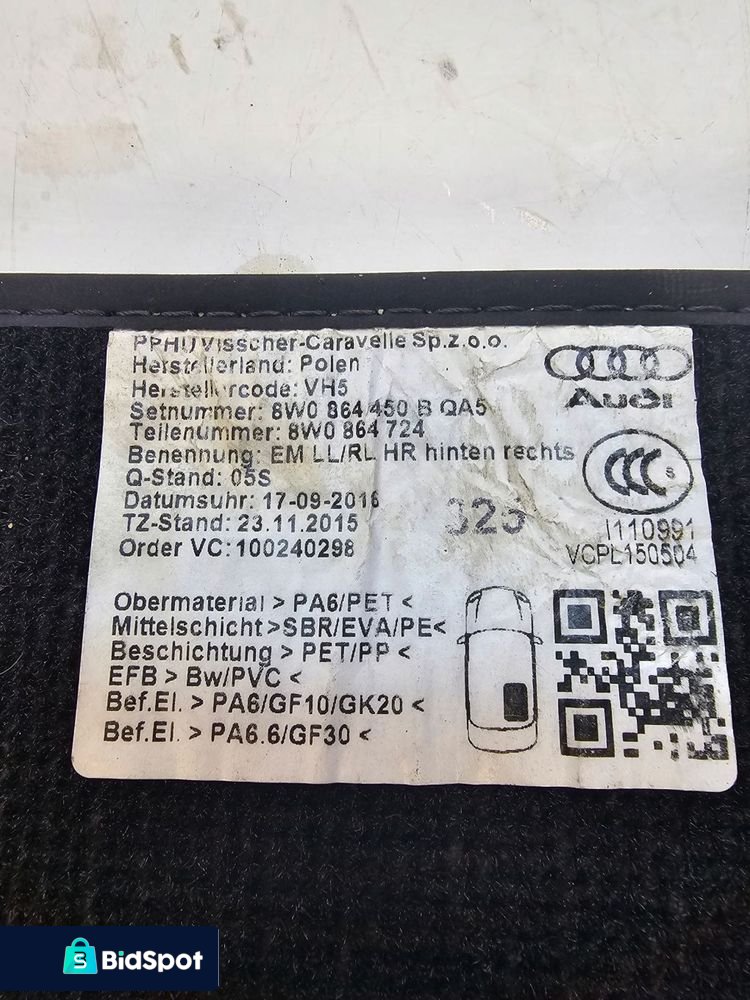 PPHU Visscher-Caravelle Sp.z.o.o.
Herstellerland: Polen
Herstellercode: VH5
Setnummer: 8W0 864 450 B QA5
Teilenummer: 8W0 864 724
Benennung: EM LL/RL HR hinten rechts
Q-Stand: 05S
Datumsuhr: 17-09-2016
TZ-Stand: 23.11.2015
Order VC: 100240298
Audi
CCC S
I110991
VCPL150504
Obermaterial > PA6/PET <
Mittelschicht >SBR/EVA/PE<
Beschichtung > PET/PP <
EFB > Bw/PVC <
Bef.El. > PA6/GF10/GK20 <
Bef.El. > PA6.6/GF30 <
BidSpot